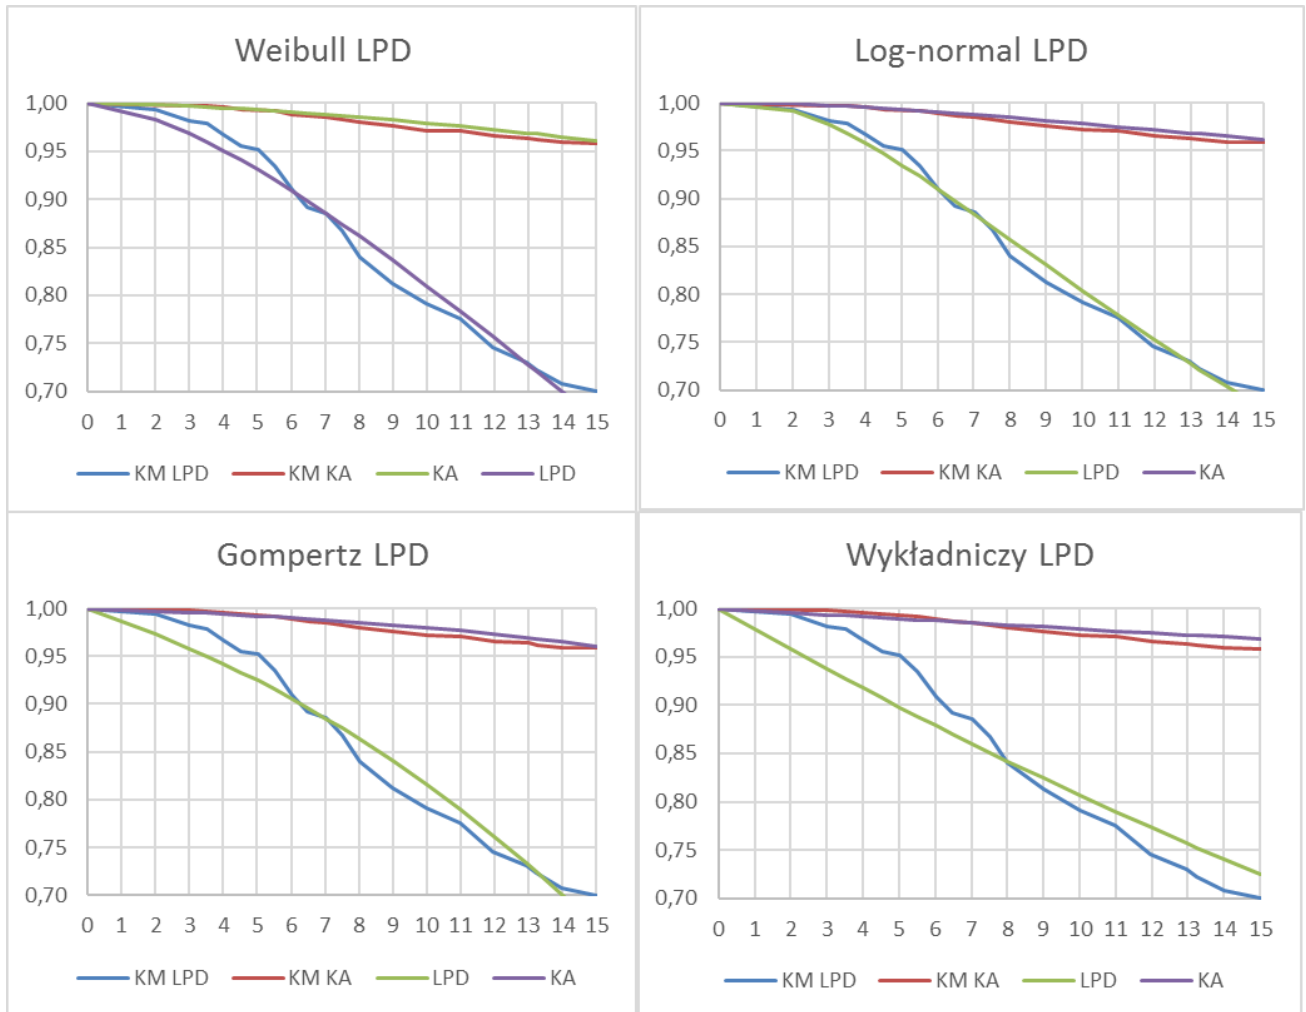 Weibull LPD
1,00
0,95
0,90
0,85
0,80
0,75
0,70
0 1 2 3 4 5 6 7 8 9 10 11 12 13 14 15
KM LPD KM KA KA LPD
Log-normal LPD
1,00
0,95
0,90
0,85
0,80
0,75
0,70
0 1 2 3 4 5 6 7 8 9 10 11 12 13 14 15
KM LPD KM KA LPD KA
Gompertz LPD
1,00
0,95
0,90
0,85
0,80
0,75
0,70
0 1 2 3 4 5 6 7 8 9 10 11 12 13 14 15
KM LPD KM KA LPD KA
Wykładniczy LPD
1,00
0,95
0,90
0,85
0,80
0,75
0,70
0 1 2 3 4 5 6 7 8 9 10 11 12 13 14 15
KM LPD KM KA LPD KA